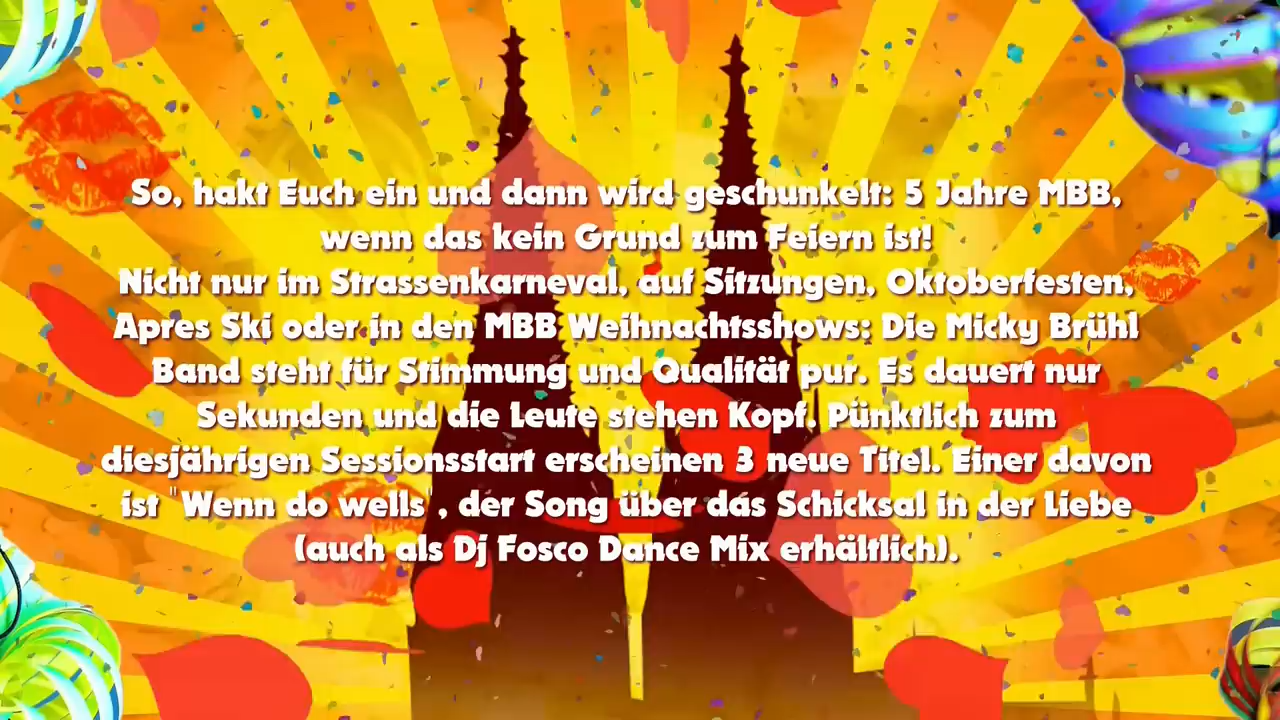 So, hakt Euch ein und dann wird geschunkelt: 5 Jahre MBB,
wenn das kein Grund zum Feiern ist!
Nicht nur im Strassenkarneval, auf Sitzungen, Oktoberfesten,
Apres Ski oder in den MBB Weihnachtsshows: Die Micky Brühl
Band steht für Stimmung und Qualität pur. Es dauert nur
Sekunden und die Leute stehen Kopf. Pünktlich zum
diesjährigen Sessionsstart erscheinen 3 neue Titel. Einer davon
ist "Wenn do wells", der Song über das Schicksal in der Liebe
(auch als Dj Fosco Dance Mix erhältlich).